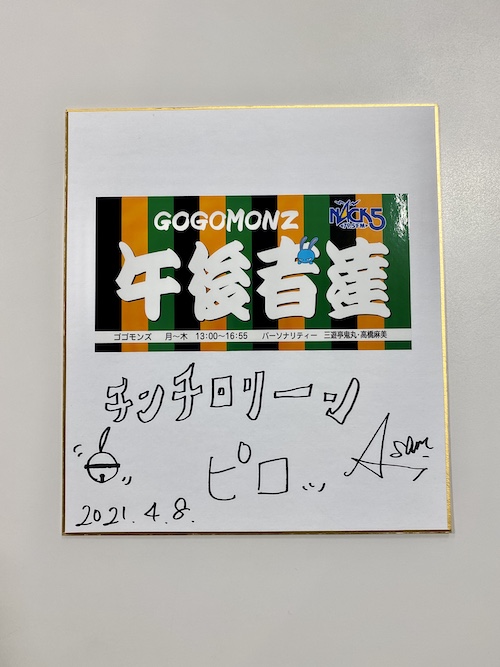 GOGOMONZ
NACK5
79.5FM
午後者達
ゴゴモンズ 月〜木 13:00〜16:55 パーソナリティー 三遊亭鬼丸・高橋麻美
チンチロリーン
ピロ
Asami
2021.4.8.